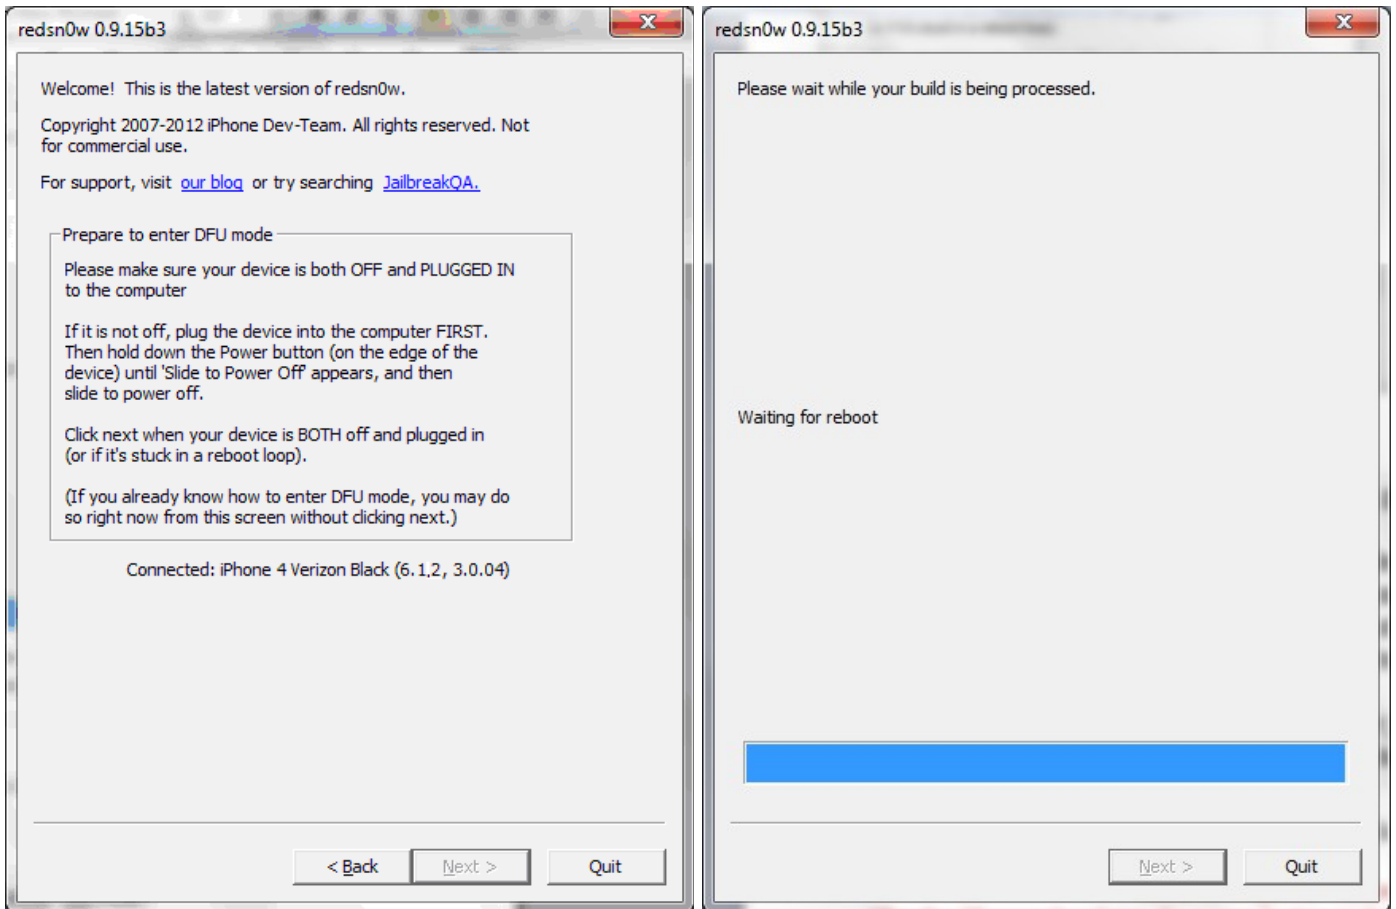 redsn0w 0.9.15b3
Welcome!  This is the latest version of redsn0w.
Copyright 2007-2012 iPhone Dev-Team. All rights reserved. Not
for commercial use.
For support, visit our blog or try searching JailbreakQA.
Prepare to enter DFU mode
Please make sure your device is both OFF and PLUGGED IN
to the computer
If it is not off, plug the device into the computer FIRST.
Then hold down the Power button (on the edge of the
device) until 'Slide to Power Off' appears, and then
slide to power off.
Click next when your device is BOTH off and plugged in
(or if it's stuck in a reboot loop).
(If you already know how to enter DFU mode, you may do
so right now from this screen without clicking next.)
Connected: iPhone 4 Verizon Black (6.1.2, 3.0.04)
< Back
Next >
Quit
redsn0w 0.9.15b3
Please wait while your build is being processed.
Waiting for reboot
Next >
Quit